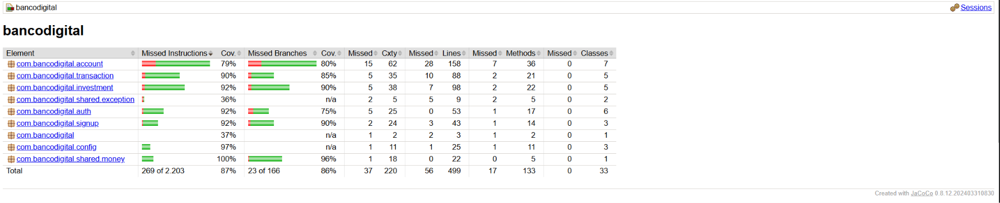 bancodigital Sessions
bancodigital
Element Missed Instructions Cov. Missed Branches Cov. Missed Cxty Missed Lines Missed Methods Missed Classes
com.bancodigital.account 79% 80% 15 62 28 158 7 36 0 7
com.bancodigital.transaction 90% 85% 5 35 10 88 2 21 0 5
com.bancodigital.investment 92% 90% 5 38 7 98 2 22 0 5
com.bancodigital.shared.exception 36% n/a 2 5 5 9 2 5 0 2
com.bancodigital.auth 92% 75% 5 25 0 53 1 17 0 6
com.bancodigital.signup 92% 90% 2 24 3 43 1 14 0 3
com.bancodigital 37% n/a 1 2 2 3 1 2 0 1
com.bancodigital.config 97% n/a 1 11 1 25 1 11 0 3
com.bancodigital.shared.money 100% 96% 1 18 0 22 0 5 0 1
Total 269 of 2.203 87% 23 of 166 86% 37 220 56 499 17 133 0 33
Created with JaCoCo 0.8.12.202403310830